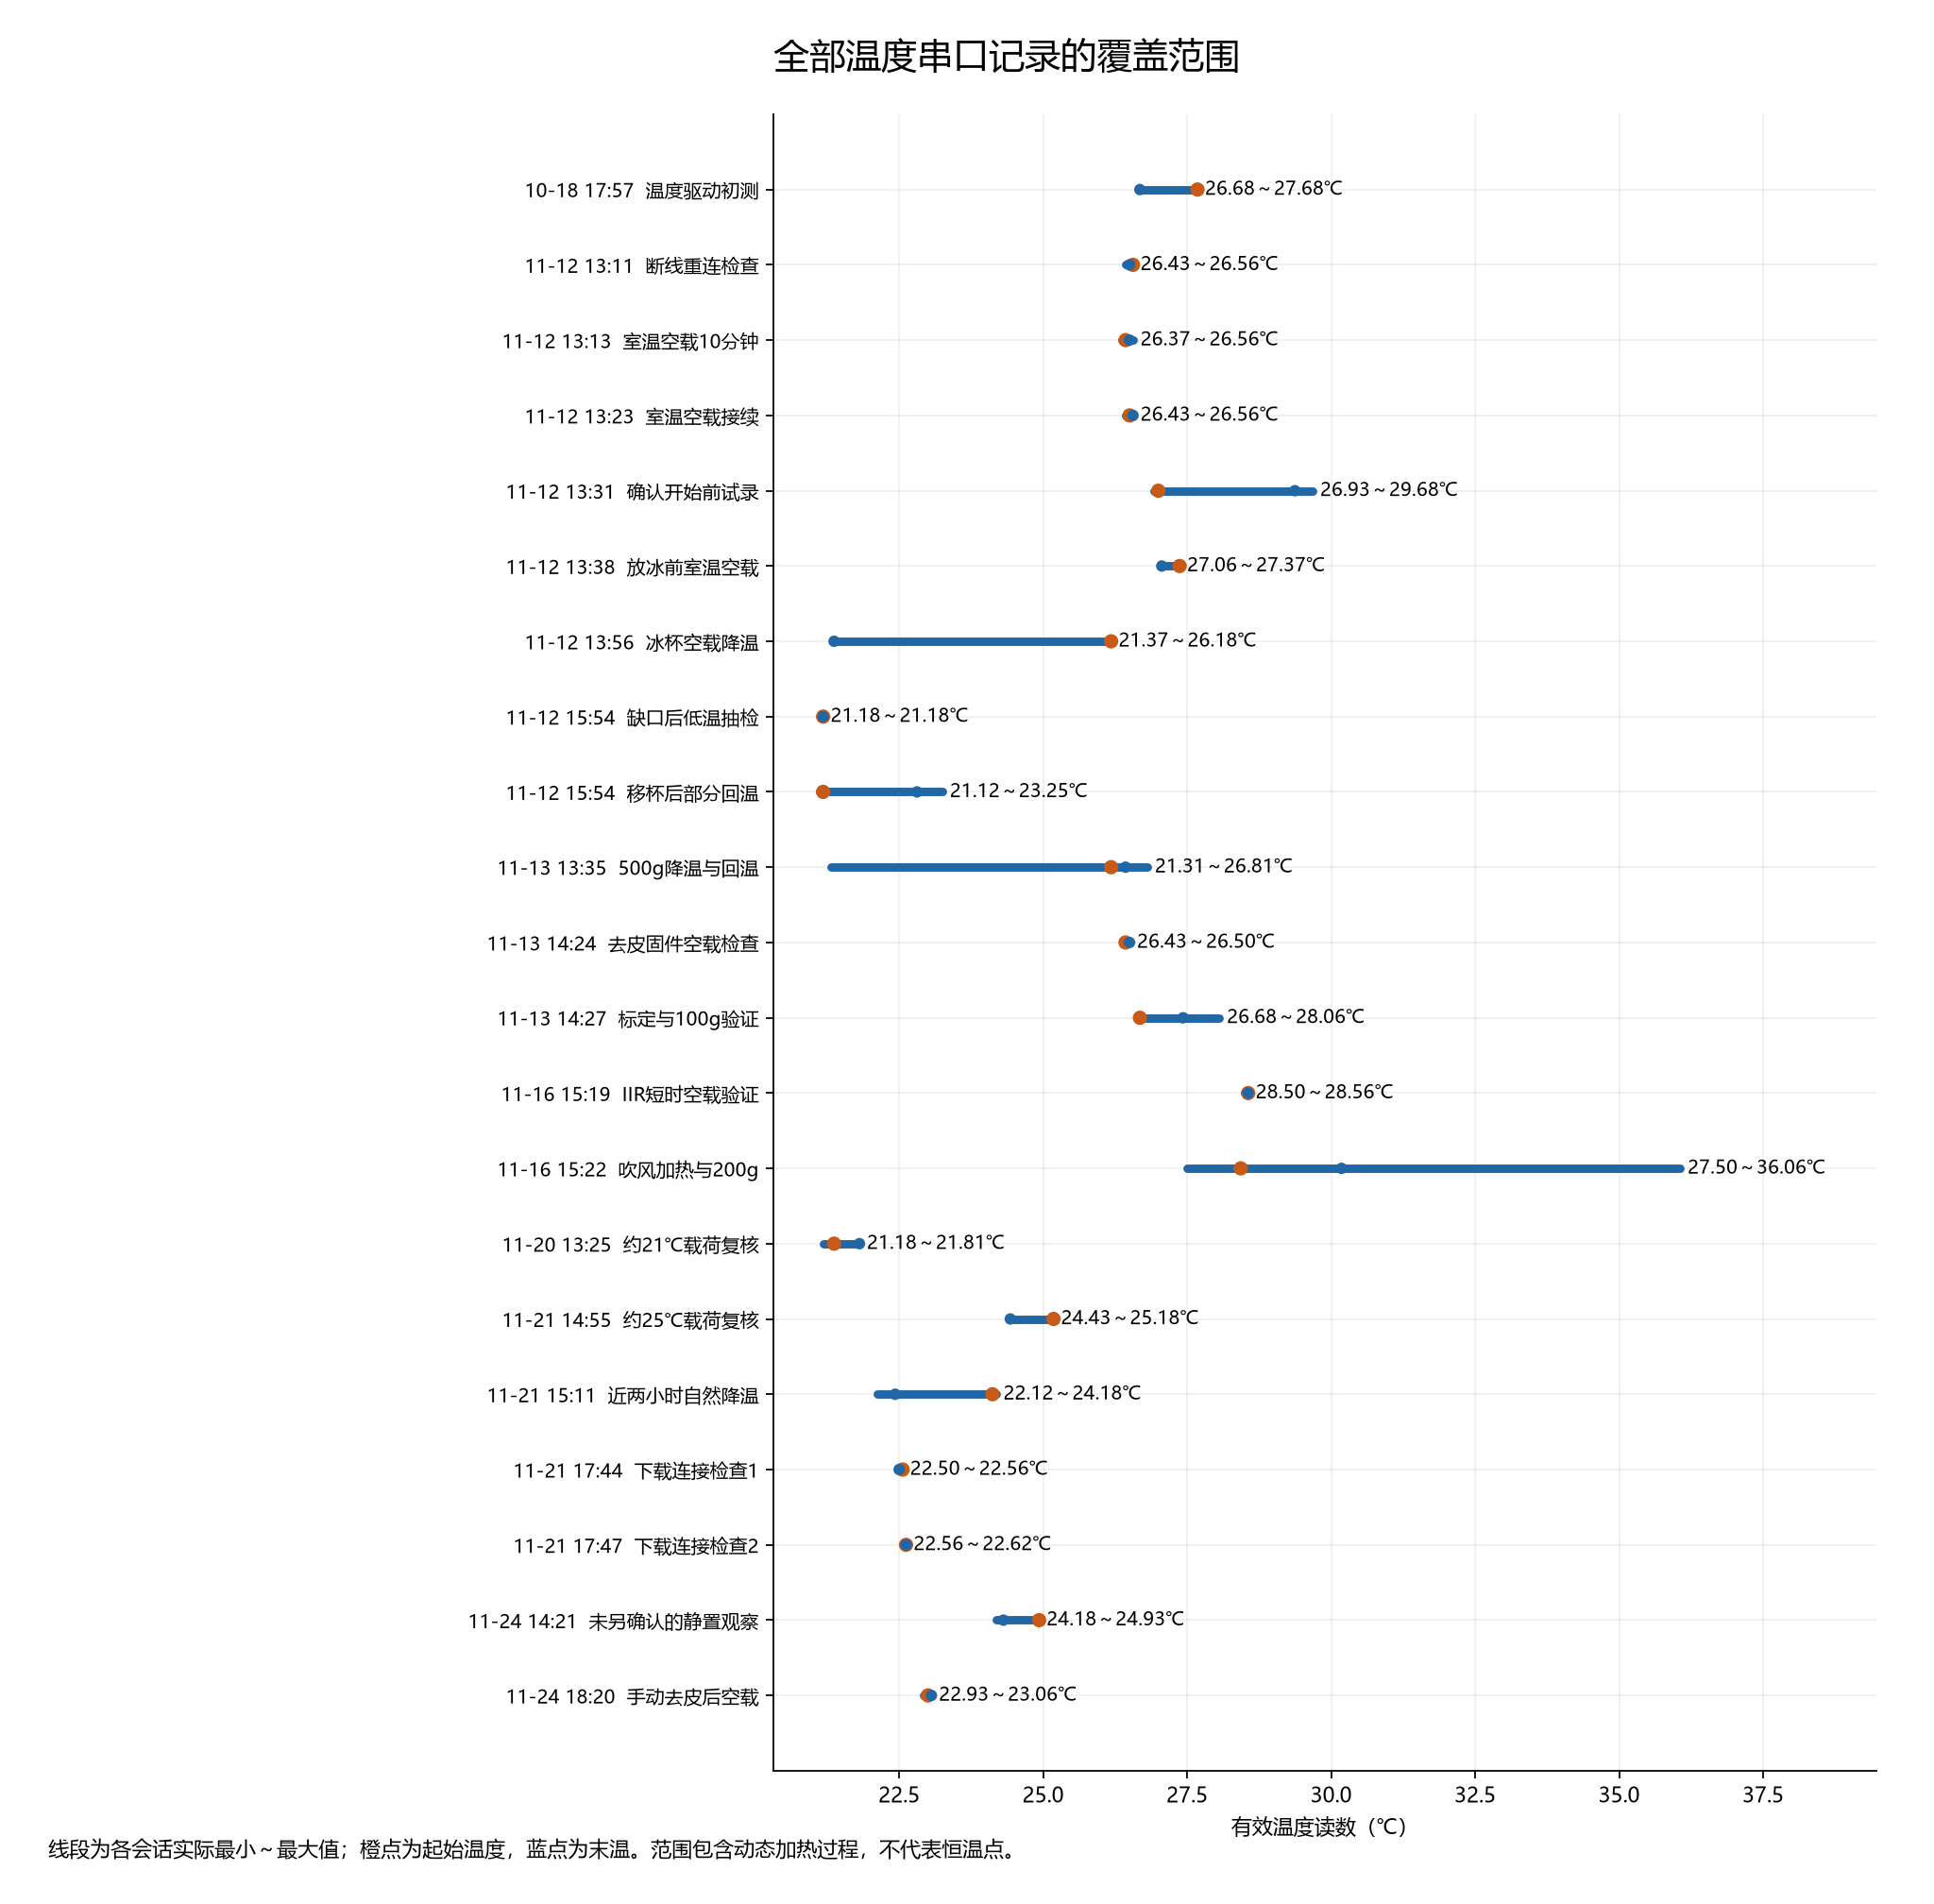 全部温度串口记录的覆盖范围
10-18 17:57 温度驱动初测 26.68～27.68℃
11-12 13:11 断线重连检查 26.43～26.56℃
11-12 13:13 室温空载10分钟 26.37～26.56℃
11-12 13:23 室温空载接续 26.43～26.56℃
11-12 13:31 确认开始前试录 26.93～29.68℃
11-12 13:38 放冰前室温空载 27.06～27.37℃
11-12 13:56 冰杯空载降温 21.37～26.18℃
11-12 15:54 缺口后低温抽检 21.18～21.18℃
11-12 15:54 移杯后部分回温 21.12～23.25℃
11-13 13:35 500g降温与回温 21.31～26.81℃
11-13 14:24 去皮固件空载检查 26.43～26.50℃
11-13 14:27 标定与100g验证 26.68～28.06℃
11-16 15:19 IIR短时空载验证 28.50～28.56℃
11-16 15:22 吹风加热与200g 27.50～36.06℃
11-20 13:25 约21℃载荷复核 21.18～21.81℃
11-21 14:55 约25℃载荷复核 24.43～25.18℃
11-21 15:11 近两小时自然降温 22.12～24.18℃
11-21 17:44 下载连接检查1 22.50～22.56℃
11-21 17:47 下载连接检查2 22.56～22.62℃
11-24 14:21 未另确认的静置观察 24.18～24.93℃
11-24 18:20 手动去皮后空载 22.93～23.06℃
22.5 25.0 27.5 30.0 32.5 35.0 37.5
有效温度读数（℃）
线段为各会话实际最小～最大值；橙点为起始温度，蓝点为末温。范围包含动态加热过程，不代表恒温点。